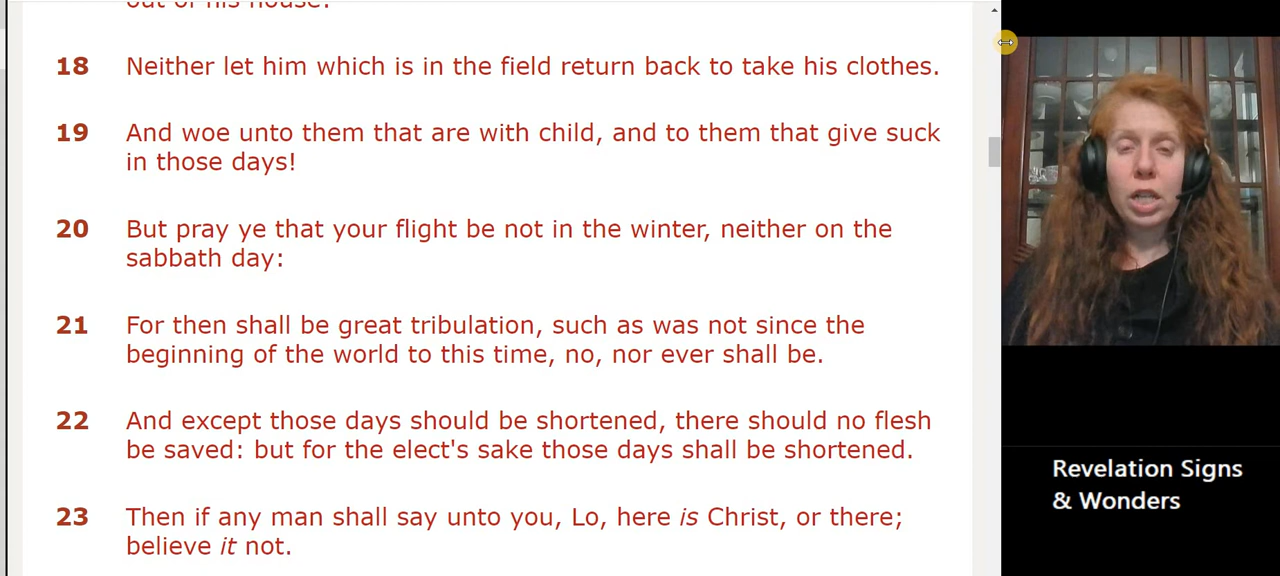 out of his house:
18 Neither let him which is in the field return back to take his clothes.
19 And woe unto them that are with child, and to them that give suck
in those days!
20 But pray ye that your flight be not in the winter, neither on the
sabbath day:
21 For then shall be great tribulation, such as was not since the
beginning of the world to this time, no, nor ever shall be.
22 And except those days should be shortened, there should no flesh
be saved: but for the elect's sake those days shall be shortened.
23 Then if any man shall say unto you, Lo, here is Christ, or there;
believe it not.
Revelation Signs
& Wonders